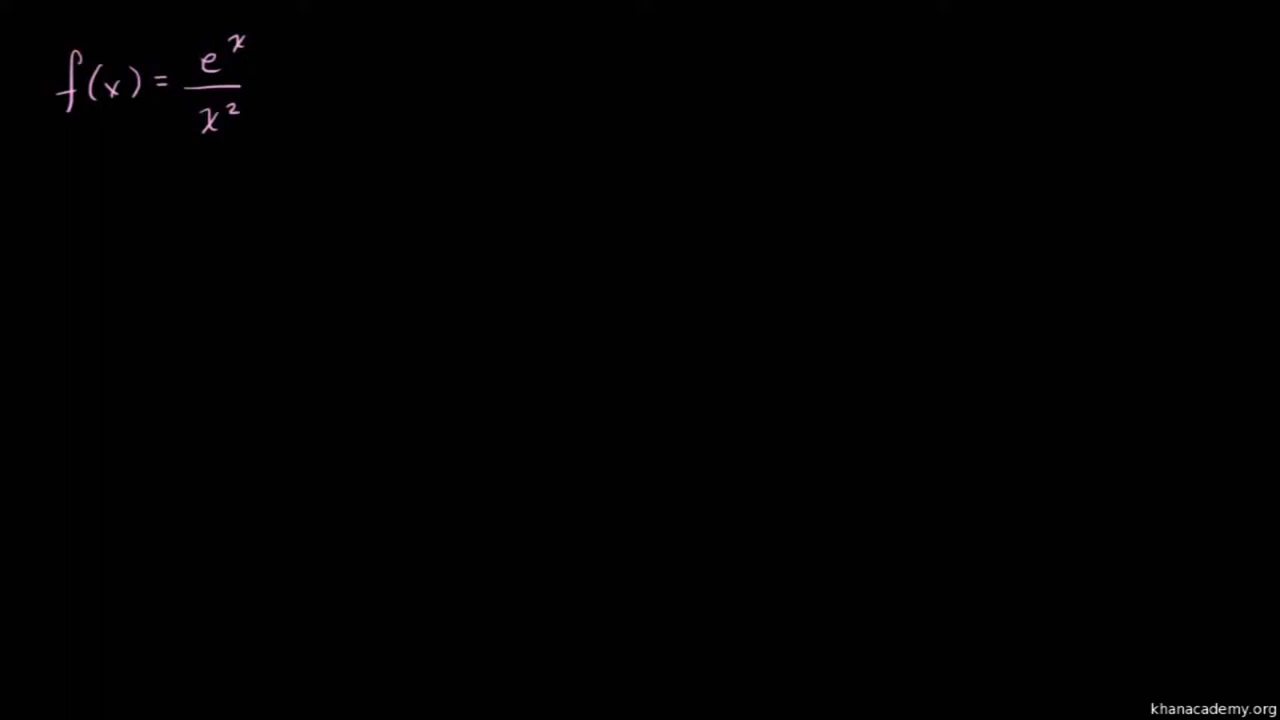 f(x) = e^x / x^2
khanacademy.org